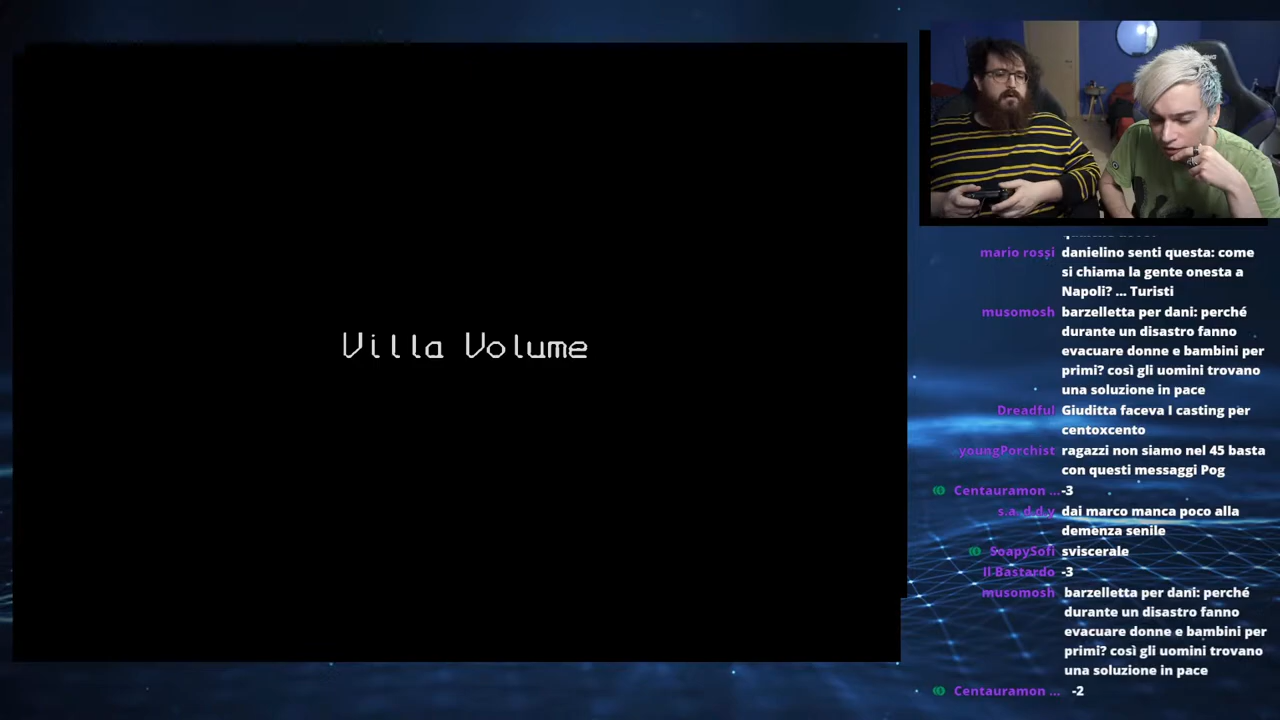 Villa Volume
mario rossi danielino senti questa: come
si chiama la gente onesta a
Napoli? ... Turisti
musomosh barzelletta per dani: perché
durante un disastro fanno
evacuare donne e bambini per
primi? così gli uomini trovano
una soluzione in pace
Dreadful Giuditta faceva I casting per
centoxcento
youngPorchist ragazzi non siamo nel 45 basta
con questi messaggi Pog
Centauramon ... -3
s.a_d.d.y dai marco manca poco alla
demenza senile
SoapySofi sviscerale
Il Bastardo -3
musomosh barzelletta per dani: perché
durante un disastro fanno
evacuare donne e bambini per
primi? così gli uomini trovano
una soluzione in pace
Centauramon ... -2